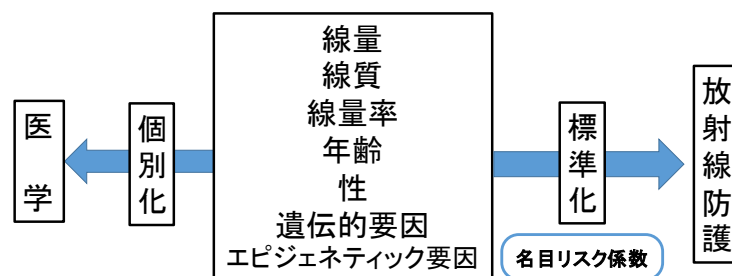 医学
個別化
線量
線質
線量率
年齢
性
遺伝的要因
エピジェネティック要因
標準化
名目リスク係数
放射線防護